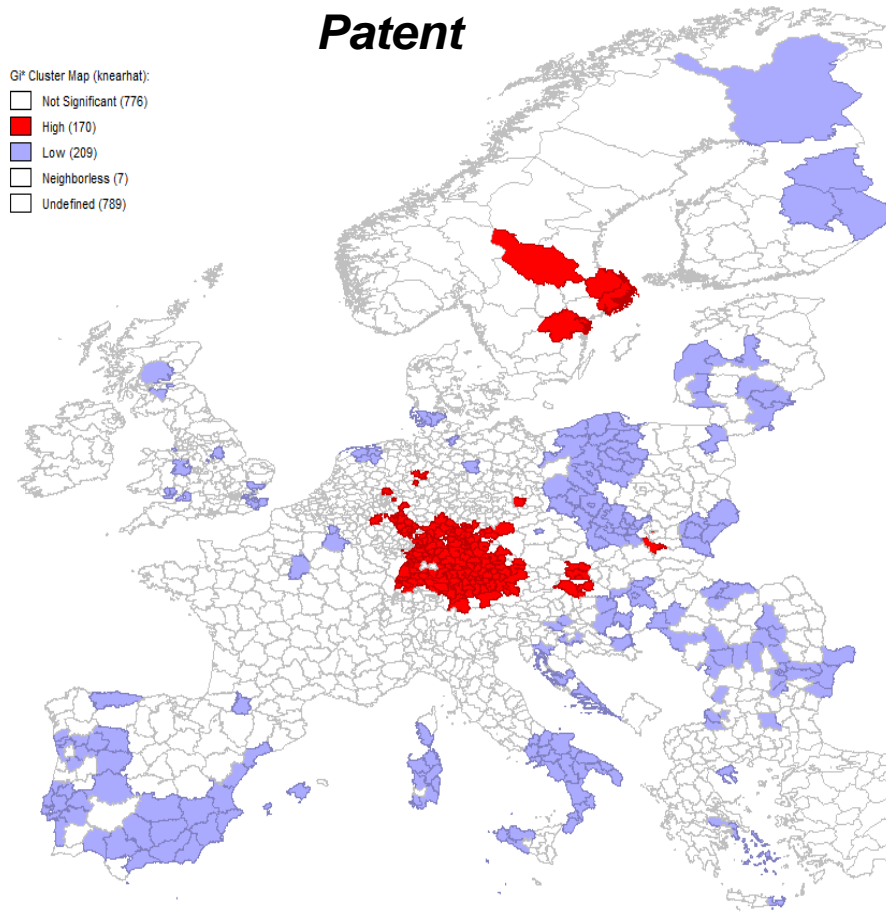 Patent
Gi* Cluster Map (knearhat):
Not Significant (776)
High (170)
Low (209)
Neighborless (7)
Undefined (789)